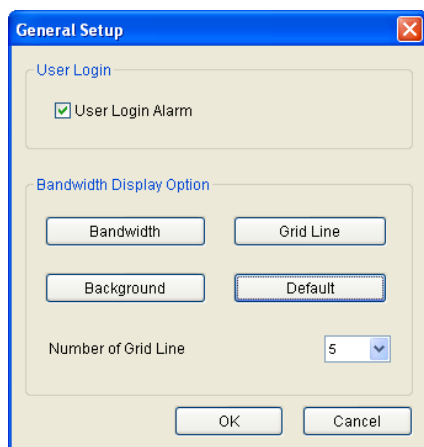 General Setup
User Login
User Login Alarm
Bandwidth Display Option
Bandwidth
Grid Line
Background
Default
Number of Grid Line
5
OK
Cancel